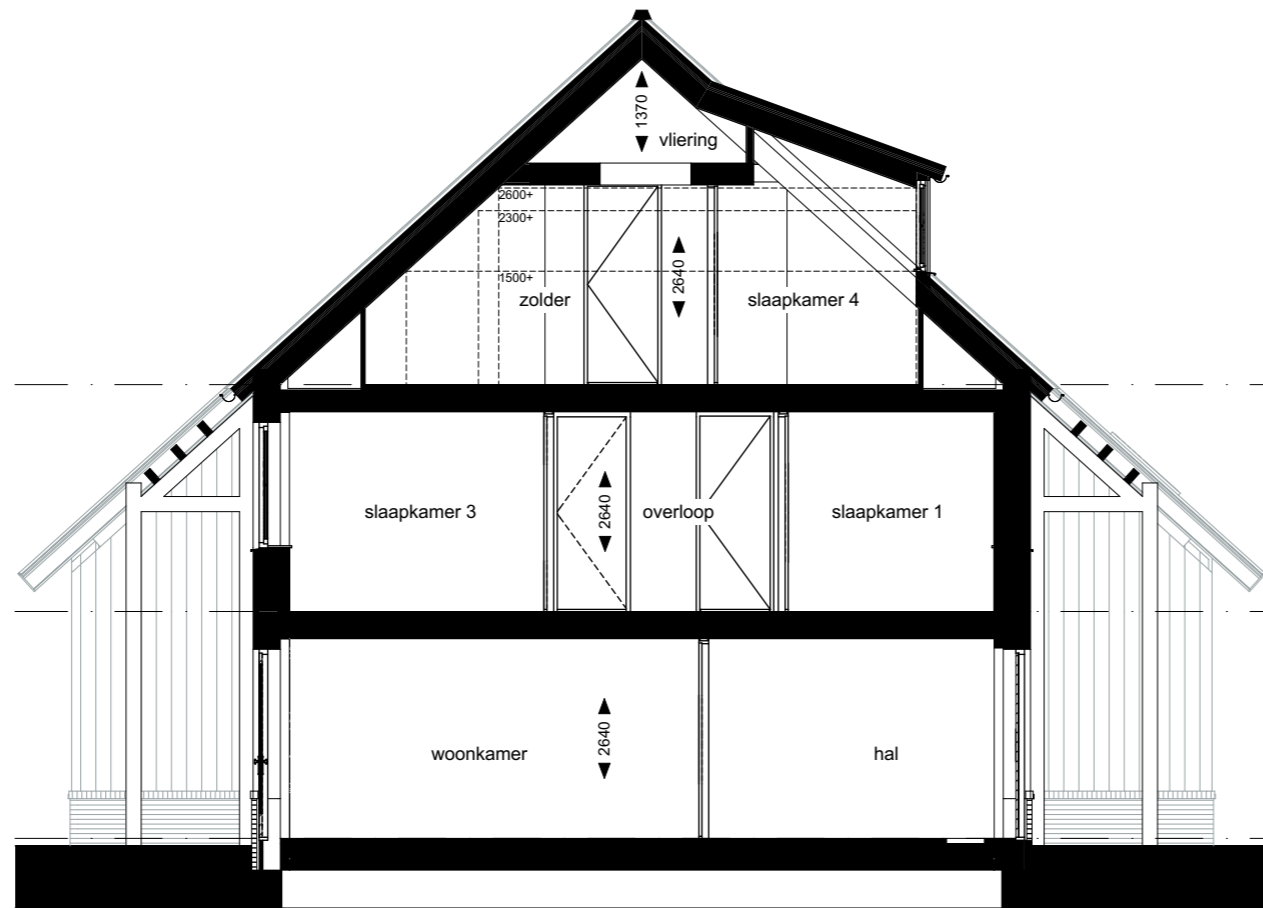 1370
vliering
2600+
2300+
1500+
zolder
2640
slaapkamer 4
slaapkamer 3
2640
overloop
slaapkamer 1
woonkamer
2640
hal